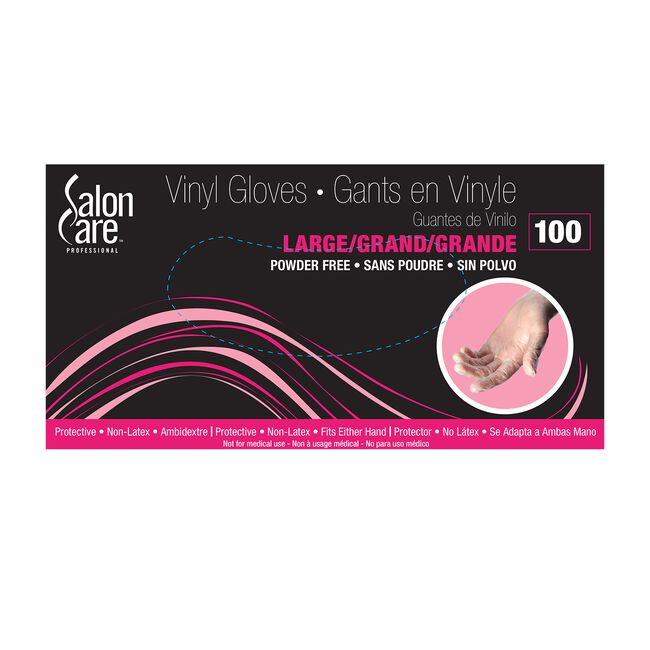 Salon Care™
PROFESSIONAL
Vinyl Gloves • Gants en Vinyle
Guantes de Vinilo
LARGE/GRAND/GRANDE
100
POWDER FREE • SANS POUDRE • SIN POLVO
Protective • Non-Latex • Ambidextre | Protective • Non-Latex • Fits Either Hand | Protector • No Látex • Se Adapta a Ambas Mano
Not for medical use - Non à usage médical - No para uso médico